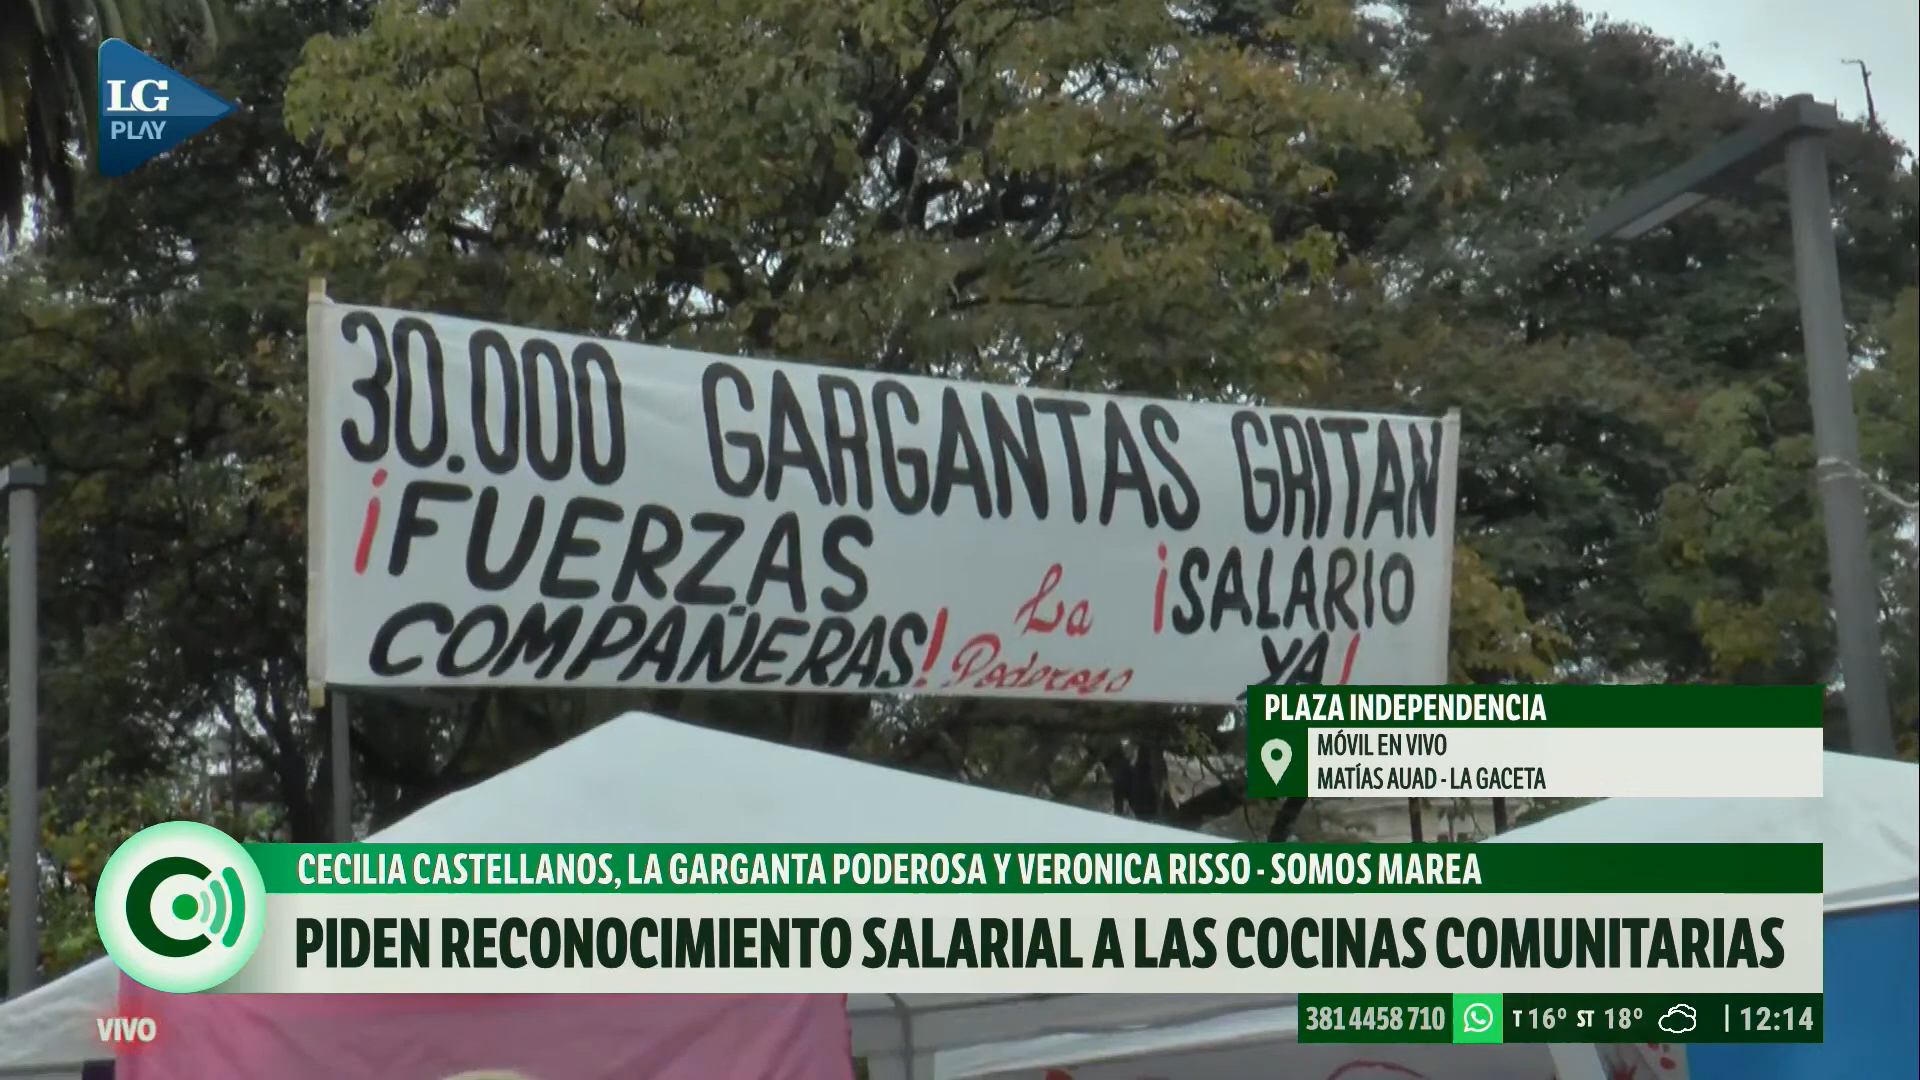 LG
PLAY
30.000 GARGANTAS GRITAN
¡FUERZAS
COMPAÑERAS!
La
Poderosa
¡SALARIO
YA!
PLAZA INDEPENDENCIA
MÓVIL EN VIVO
MATÍAS AUAD - LA GACETA
CECILIA CASTELLANOS, LA GARGANTA PODEROSA Y VERONICA RISSO - SOMOS MAREA
PIDEN RECONOCIMIENTO SALARIAL A LAS COCINAS COMUNITARIAS
VIVO
381 4458 710 T 16º ST 18º | 12:14